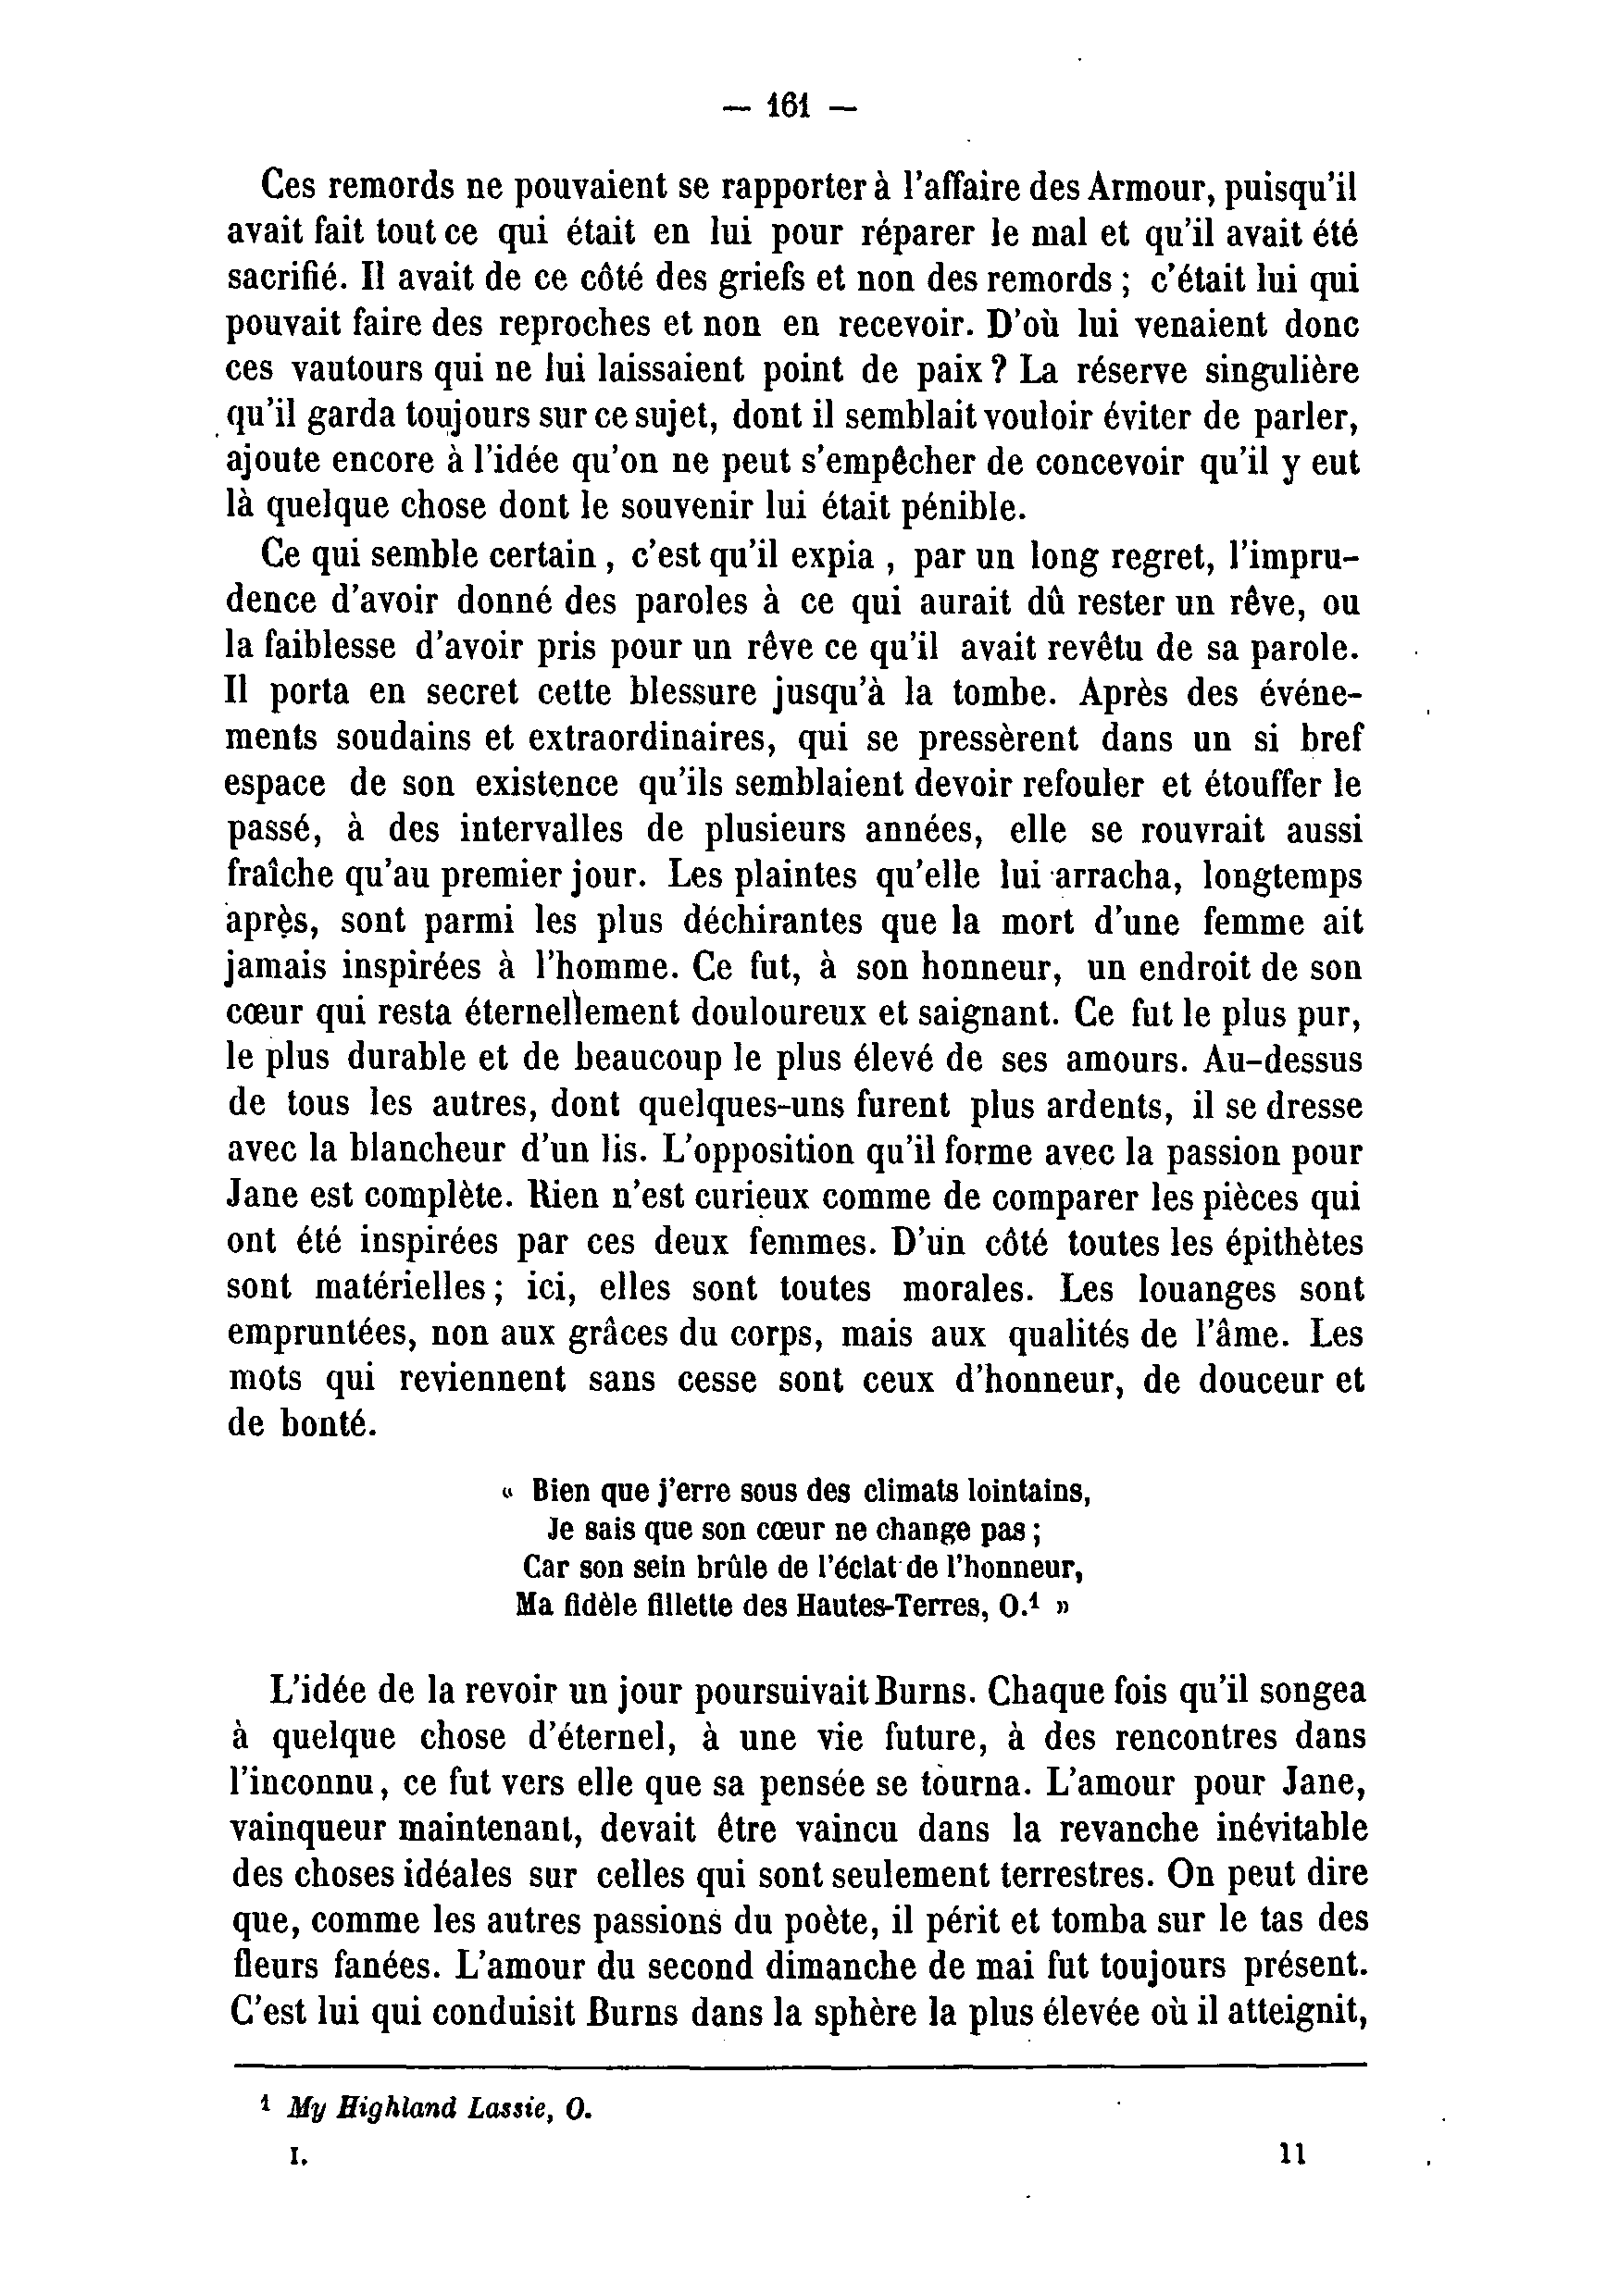 — 161 —
Ces remords ne pouvaient se rapporter à l'affaire des Armour, puisqu'il
avait fait tout ce qui était en lui pour réparer le mal et qu'il avait été
sacrifié. Il avait de ce côté des griefs et non des remords ; c'était lui qui
pouvait faire des reproches et non en recevoir. D'où lui venaient donc
ces vautours qui ne lui laissaient point de paix ? La réserve singulière
qu'il garda toujours sur ce sujet, dont il semblait vouloir éviter de parler,
ajoute encore à l'idée qu'on ne peut s'empêcher de concevoir qu'il y eut
là quelque chose dont le souvenir lui était pénible.
Ce qui semble certain , c'est qu'il expia , par un long regret, l'impru-
dence d'avoir donné des paroles à ce qui aurait dû rester un rêve, ou
la faiblesse d'avoir pris pour un rêve ce qu'il avait revêtu de sa parole.
Il porta en secret cette blessure jusqu'à la tombe. Après des événe-
ments soudains et extraordinaires, qui se pressèrent dans un si bref
espace de son existence qu'ils semblaient devoir refouler et étouffer le
passé, à des intervalles de plusieurs années, elle se rouvrait aussi
fraîche qu'au premier jour. Les plaintes qu'elle lui arracha, longtemps
après, sont parmi les plus déchirantes que la mort d'une femme ait
jamais inspirées à l'homme. Ce fut, à son honneur, un endroit de son
cœur qui resta éternellement douloureux et saignant. Ce fut le plus pur,
le plus durable et de beaucoup le plus élevé de ses amours. Au-dessus
de tous les autres, dont quelques-uns furent plus ardents, il se dresse
avec la blancheur d'un lis. L'opposition qu'il forme avec la passion pour
Jane est complète. Rien n'est curieux comme de comparer les pièces qui
ont été inspirées par ces deux femmes. D'un côté toutes les épithètes
sont matérielles ; ici, elles sont toutes morales. Les louanges sont
empruntées, non aux grâces du corps, mais aux qualités de l'âme. Les
mots qui reviennent sans cesse sont ceux d'honneur, de douceur et
de bonté.
« Bien que j'erre sous des climats lointains,
Je sais que son cœur ne change pas ;
Car son sein brûle de l'éclat de l'honneur,
Ma fidèle fillette des Hautes-Terres, O.¹ »
L'idée de la revoir un jour poursuivait Burns. Chaque fois qu'il songea
à quelque chose d'éternel, à une vie future, à des rencontres dans
l'inconnu, ce fut vers elle que sa pensée se tourna. L'amour pour Jane,
vainqueur maintenant, devait être vaincu dans la revanche inévitable
des choses idéales sur celles qui sont seulement terrestres. On peut dire
que, comme les autres passions du poète, il périt et tomba sur le tas des
fleurs fanées. L'amour du second dimanche de mai fut toujours présent.
C'est lui qui conduisit Burns dans la sphère la plus élevée où il atteignit,
¹ My Highland Lassie, O.
I. 11